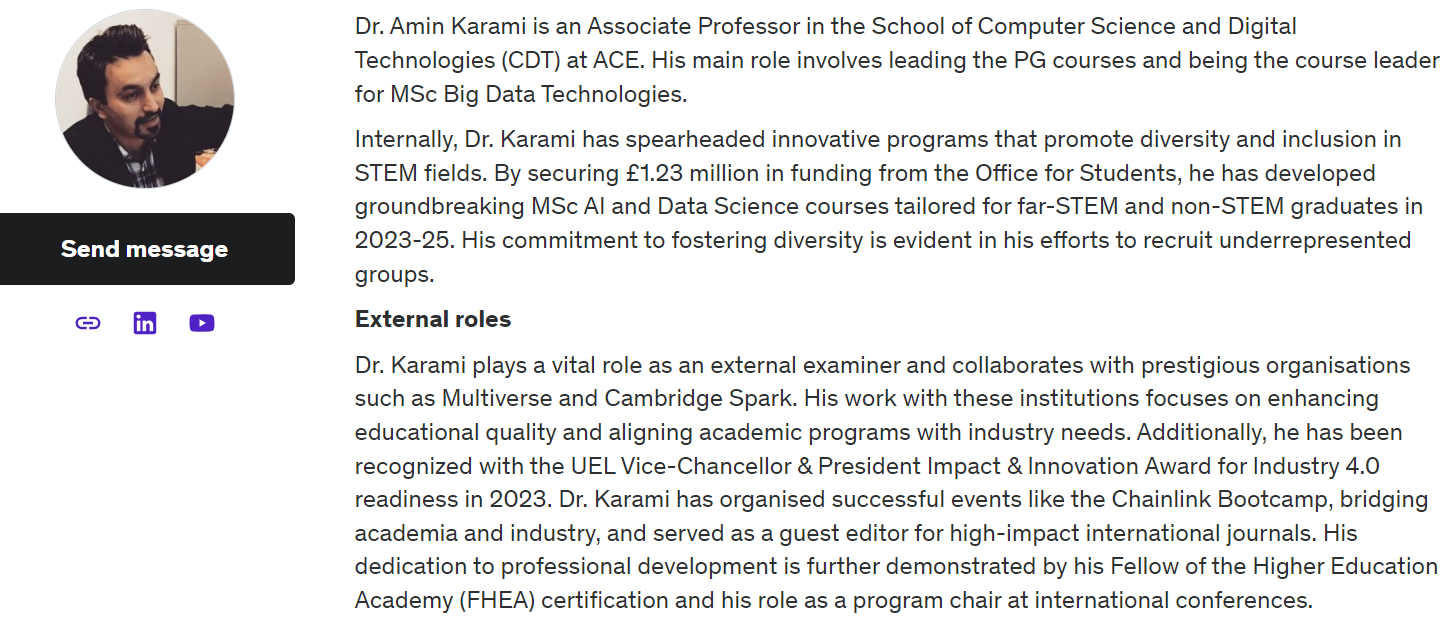 Dr. Amin Karami is an Associate Professor in the School of Computer Science and Digital
Technologies (CDT) at ACE. His main role involves leading the PG courses and being the course leader
for MSc Big Data Technologies.
Internally, Dr. Karami has spearheaded innovative programs that promote diversity and inclusion in
STEM fields. By securing £1.23 million in funding from the Office for Students, he has developed
groundbreaking MSc AI and Data Science courses tailored for far-STEM and non-STEM graduates in
2023-25. His commitment to fostering diversity is evident in his efforts to recruit underrepresented
groups.
Send message
in
External roles
Dr. Karami plays a vital role as an external examiner and collaborates with prestigious organisations
such as Multiverse and Cambridge Spark. His work with these institutions focuses on enhancing
educational quality and aligning academic programs with industry needs. Additionally, he has been
recognized with the UEL Vice-Chancellor & President Impact & Innovation Award for Industry 4.0
readiness in 2023. Dr. Karami has organised successful events like the Chainlink Bootcamp, bridging
academia and industry, and served as a guest editor for high-impact international journals. His
dedication to professional development is further demonstrated by his Fellow of the Higher Education
Academy (FHEA) certification and his role as a program chair at international conferences.